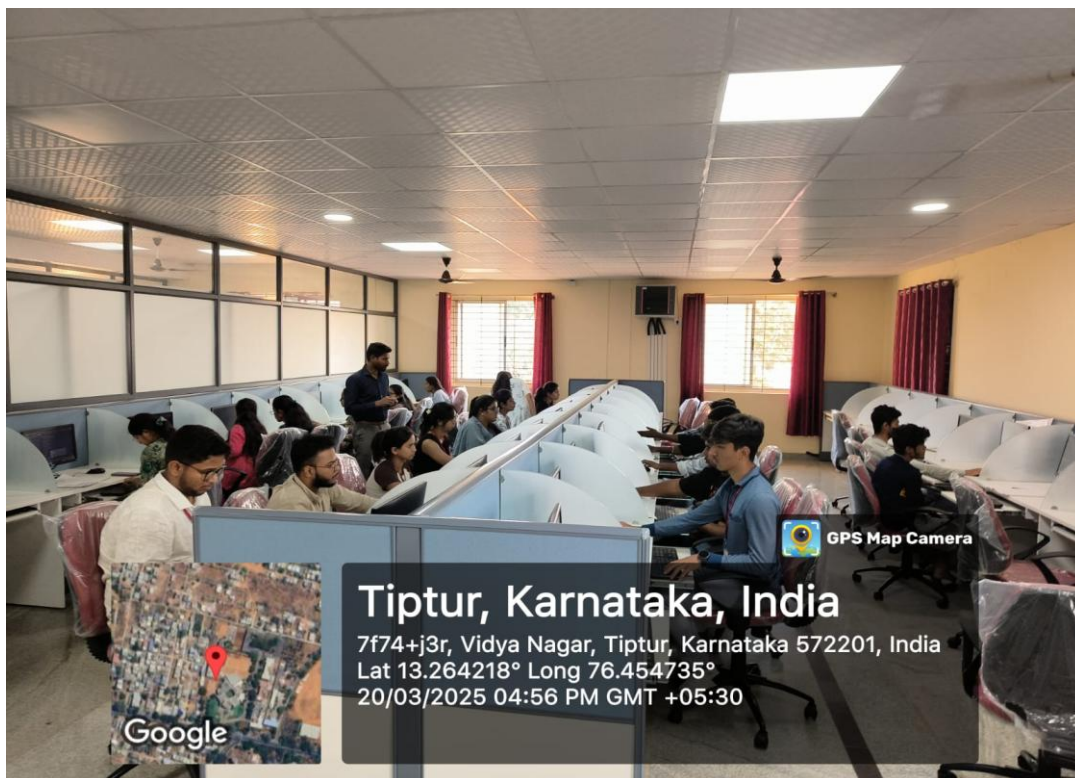 GPS Map Camera
Tiptur, Karnataka, India
7f74+j3r, Vidya Nagar, Tiptur, Karnataka 572201, India
Lat 13.264218° Long 76.454735°
20/03/2025 04:56 PM GMT +05:30
Google